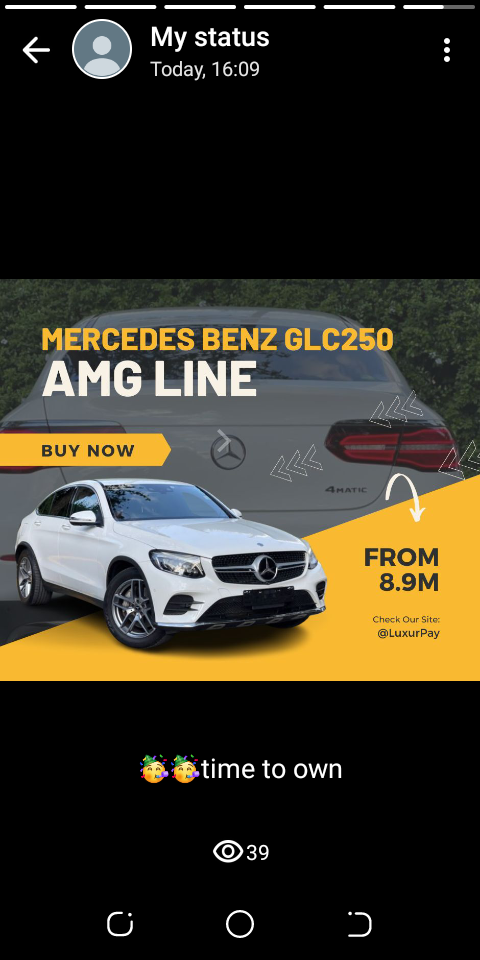 My status
Today, 16:09
MERCEDES BENZ GLC250
AMG LINE
BUY NOW
4MATIC
FROM
8.9M
Check Our Site:
@LuxurPay
🥳🥳time to own
39